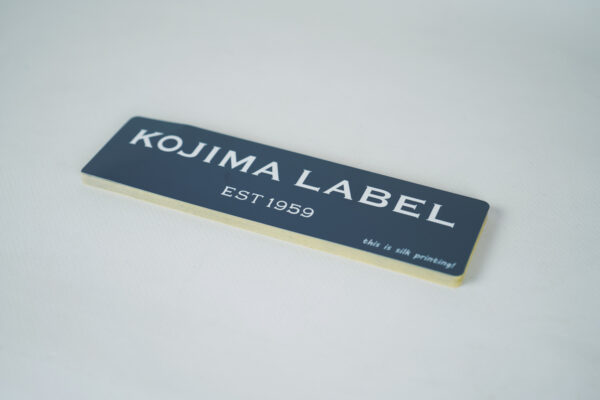 KOJIMA LABEL
EST 1959
this is silk printing!